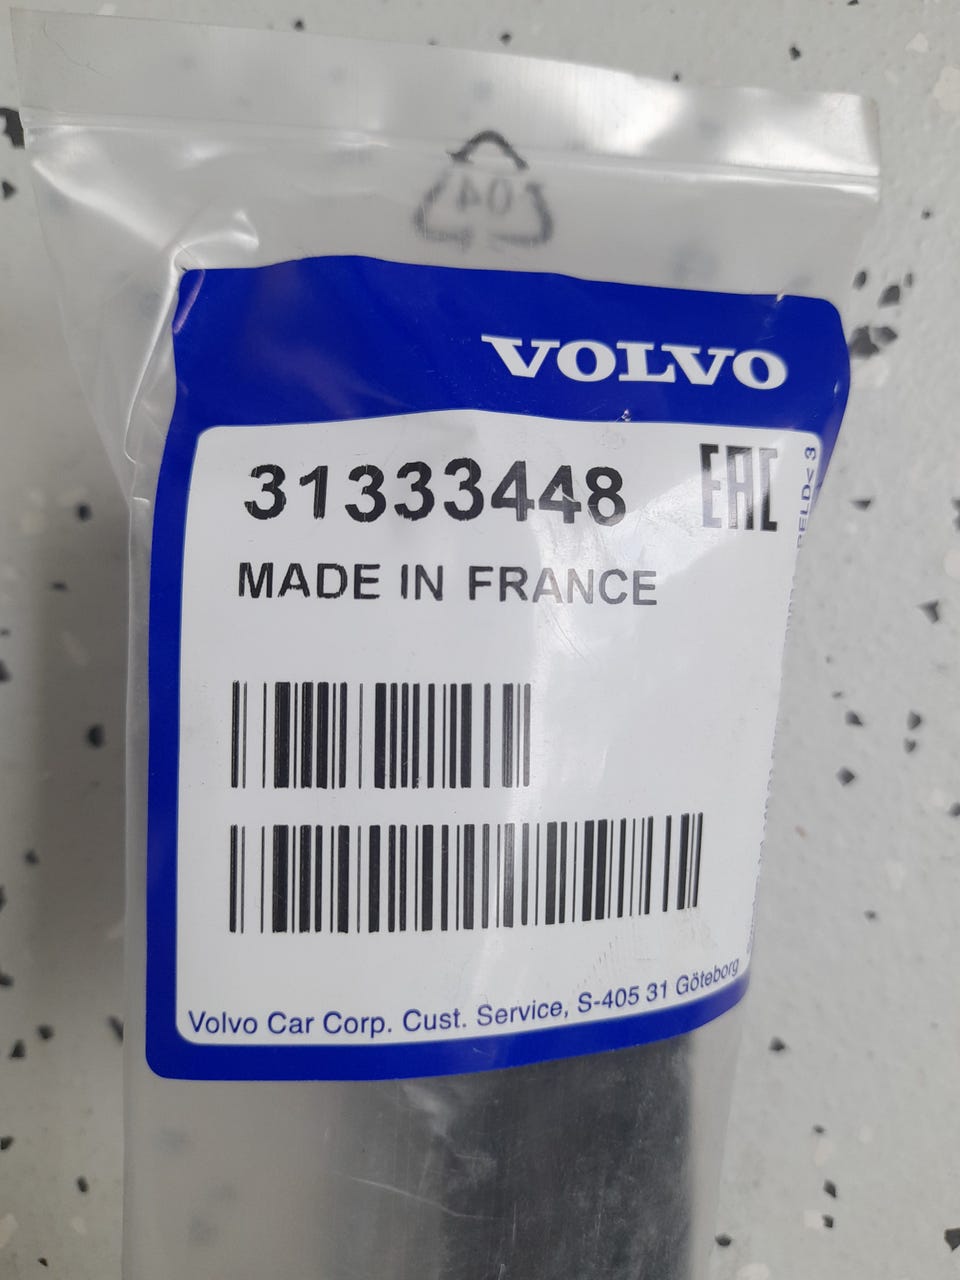 04
VOLVO
31333448
EAC
MADE IN FRANCE
Volvo Car Corp. Cust. Service, S-405 31 Göteborg